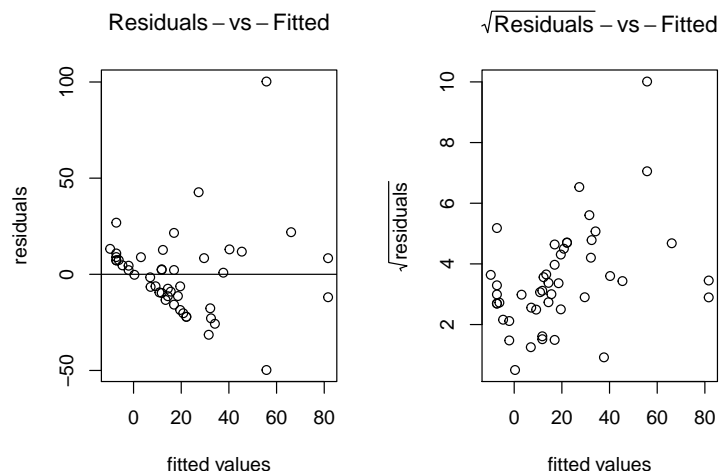 Residuals – vs – Fitted
residuals
100
50
0
−50
0 20 40 60 80
fitted values
√Residuals – vs – Fitted
√residuals
10
8
6
4
2
0 20 40 60 80
fitted values